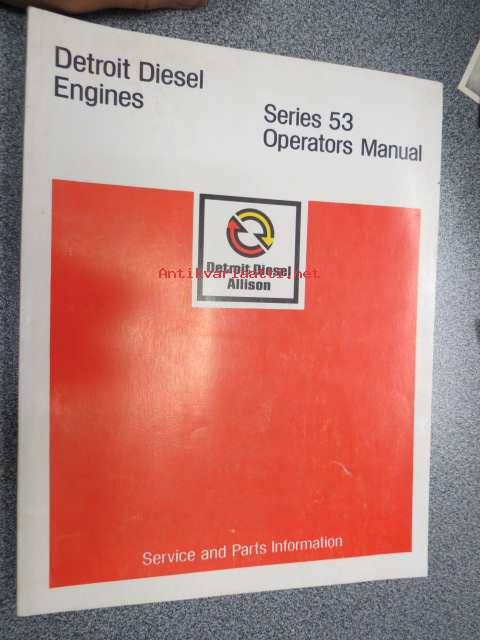 Detroit Diesel
Engines
Series 53
Operators Manual
Detroit Diesel
Allison
Antikvariaatti.net
Service and Parts Information